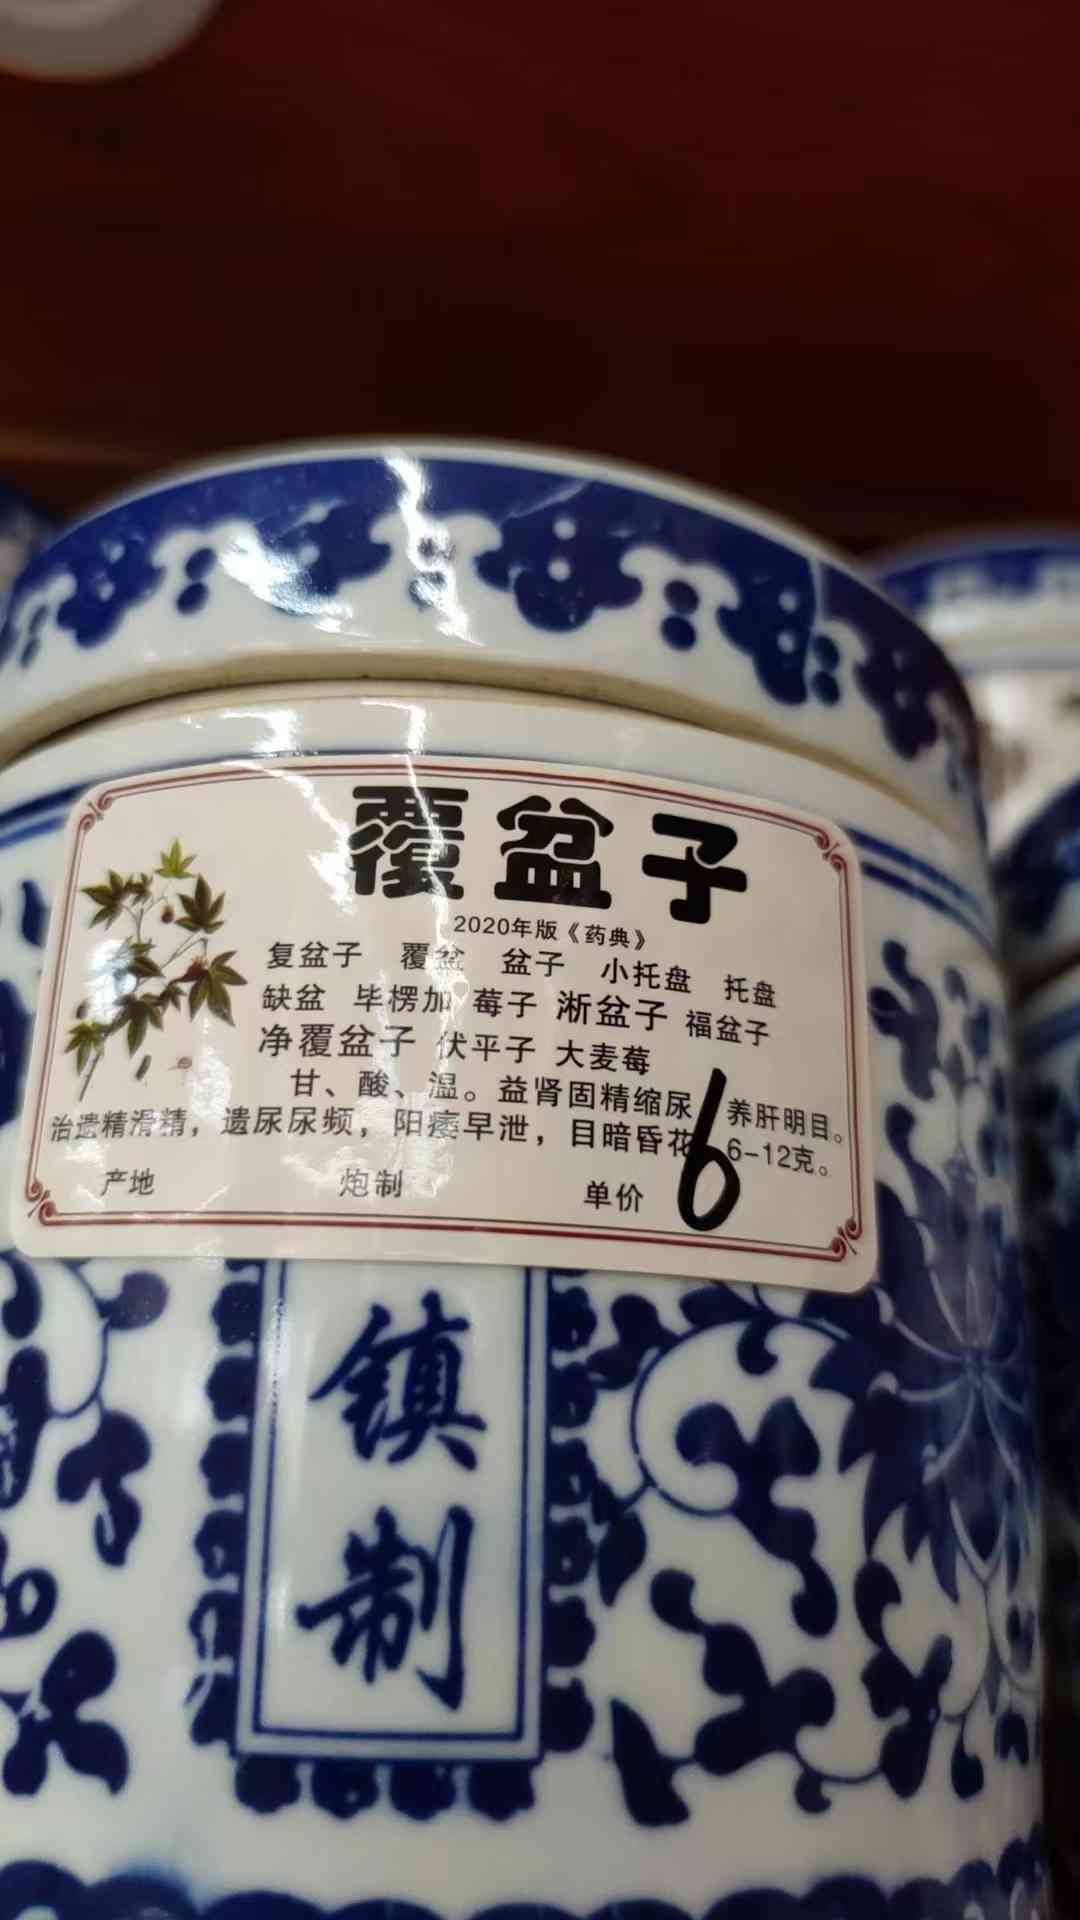 覆盆子
2020年版《药典》
复盆子 覆盆 盆子 小托盘 托盘
缺盆 毕楞加 莓子 淅盆子 福盆子
净覆盆子 伏平子 大麦莓
甘、酸、温。益肾固精缩尿 养肝明目。
治遗精滑精，遗尿尿频，阳痿早泄，目暗昏花 6-12克。
产地 炮制 单价 6
镇
制